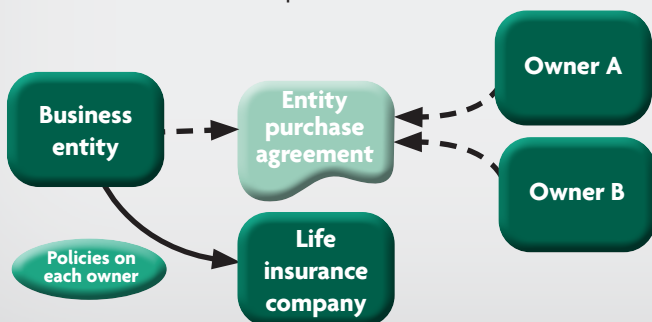 Owner A
Entity
purchase
agreement
Business
entity
Owner B
Life
insurance
company
Policies on
each owner